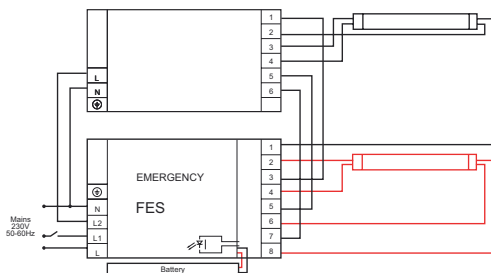 1
2
3
4
5
6
L
N
1
2
3
4
5
6
7
8
EMERGENCY
FES
N
L2
L1
L
Mains
230V
50-60Hz
Battery